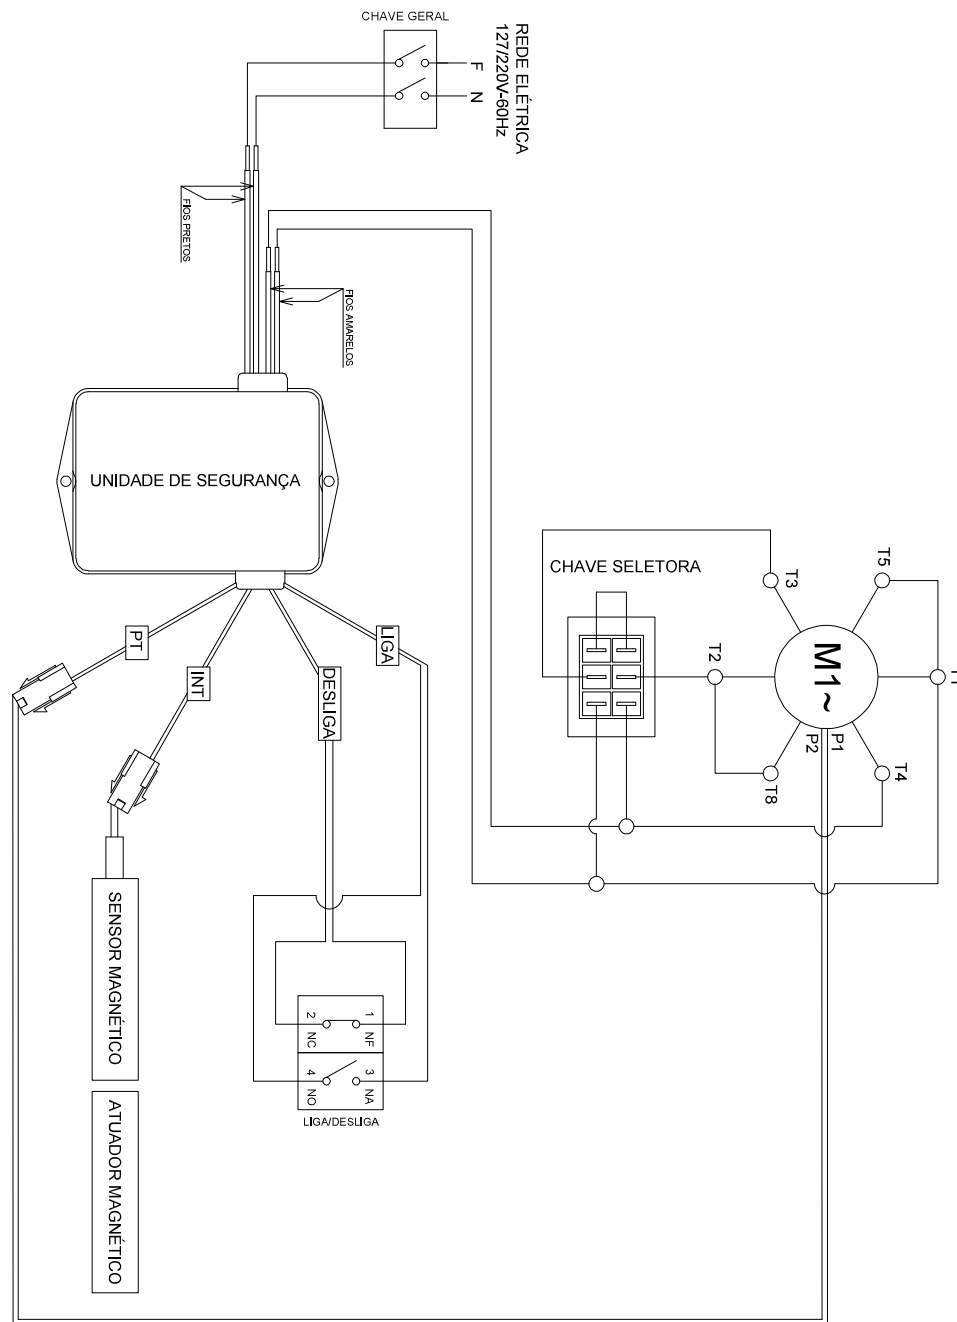 CHAVE GERAL
REDE ELÉTRICA
127/220V-60Hz
F
N
FIOS PRETOS
FIOS AMARELOS
UNIDADE DE SEGURANÇA
CHAVE SELETORA
T3
T5
T2
M1~
P2
P1
T8
T4
PT
INT
DESLIGA
LIGA
SENSOR MAGNÉTICO
ATUADOR MAGNÉTICO
2
1
NC
NF
4
3
NO
NA
LIGA/DESLIGA